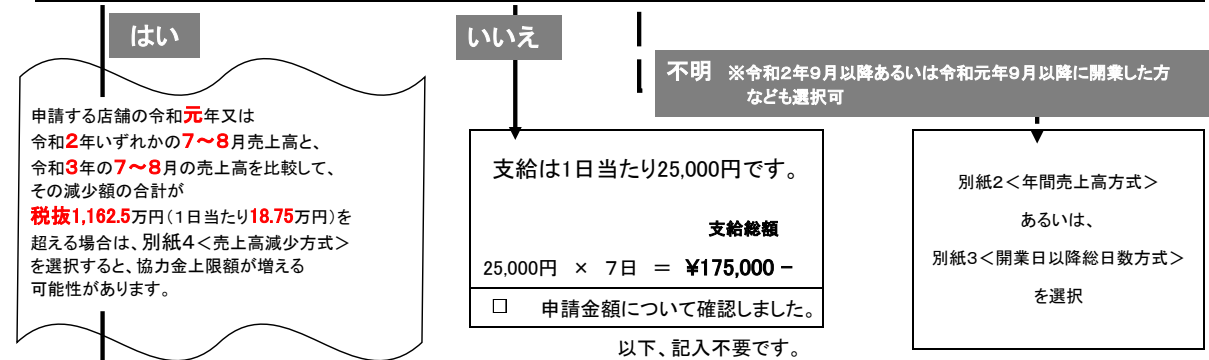 はい
いいえ
不明 ※令和2年9月以降あるいは令和元年9月以降に開業した方
なども選択可
申請する店舗の令和元年又は
令和2年いずれかの7～8月売上高と、
令和3年の7～8月の売上高を比較して、
その減少額の合計が
税抜1,162.5万円（1日当たり18.75万円）を
超える場合は、別紙4＜売上高減少方式＞
を選択すると、協力金上限額が増える
可能性があります。
支給は1日当たり25,000円です。
支給総額
25,000円 × 7日 ＝ ¥175,000－
□ 申請金額について確認しました。
以下、記入不要です。
別紙2＜年間売上高方式＞
あるいは、
別紙3＜開業日以降総日数方式＞
を選択